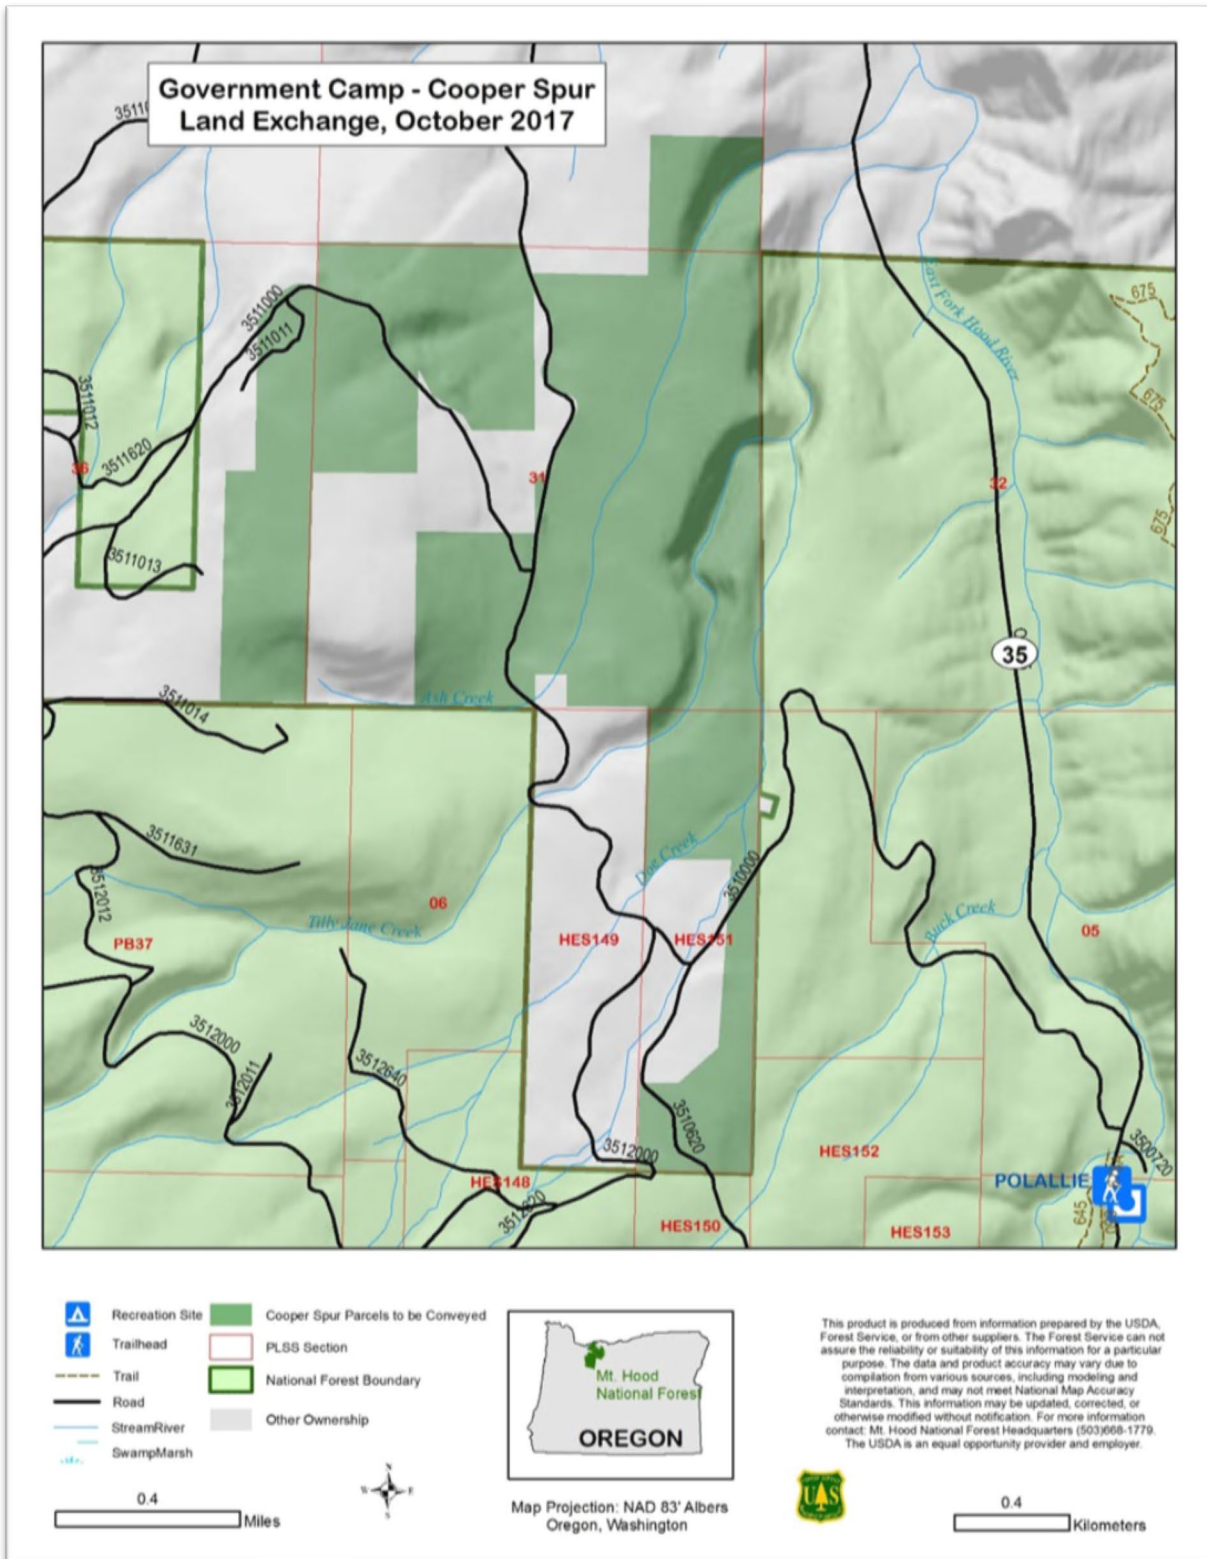 Government Camp - Cooper Spur
Land Exchange, October 2017
675
3511000
East Fork Hood River
3511011
3511012
675
3511620
36
31
32
675
3511013
35
Ash Creek
3511014
3511631
Doe Creek
3510000
3512012
06
Tilly Jane Creek
Buck Creek
05
PB37
HES149
HES151
3512000
3512640
3512011
3510620
3512000
3500720
HES152
HES148
POLALLIE
645
HES150
HES153
Recreation Site
Trailhead
Trail
Road
StreamRiver
SwampMarsh
Cooper Spur Parcels to be Conveyed
PLSS Section
National Forest Boundary
Other Ownership
0.4
Miles
N
W E
S
Mt. Hood
National Forest
OREGON
Map Projection: NAD 83' Albers
Oregon, Washington
This product is produced from information prepared by the USDA,
Forest Service, or from other suppliers. The Forest Service can not
assure the reliability or suitability of this information for a particular
purpose. The data and product accuracy may vary due to
compilation from various sources, including modeling and
interpretation, and may not meet National Map Accuracy
Standards. This information may be updated, corrected, or
otherwise modified without notification. For more information
contact: Mt. Hood National Forest Headquarters (503)668-1779.
The USDA is an equal opportunity provider and employer.
UAS
0.4
Kilometers